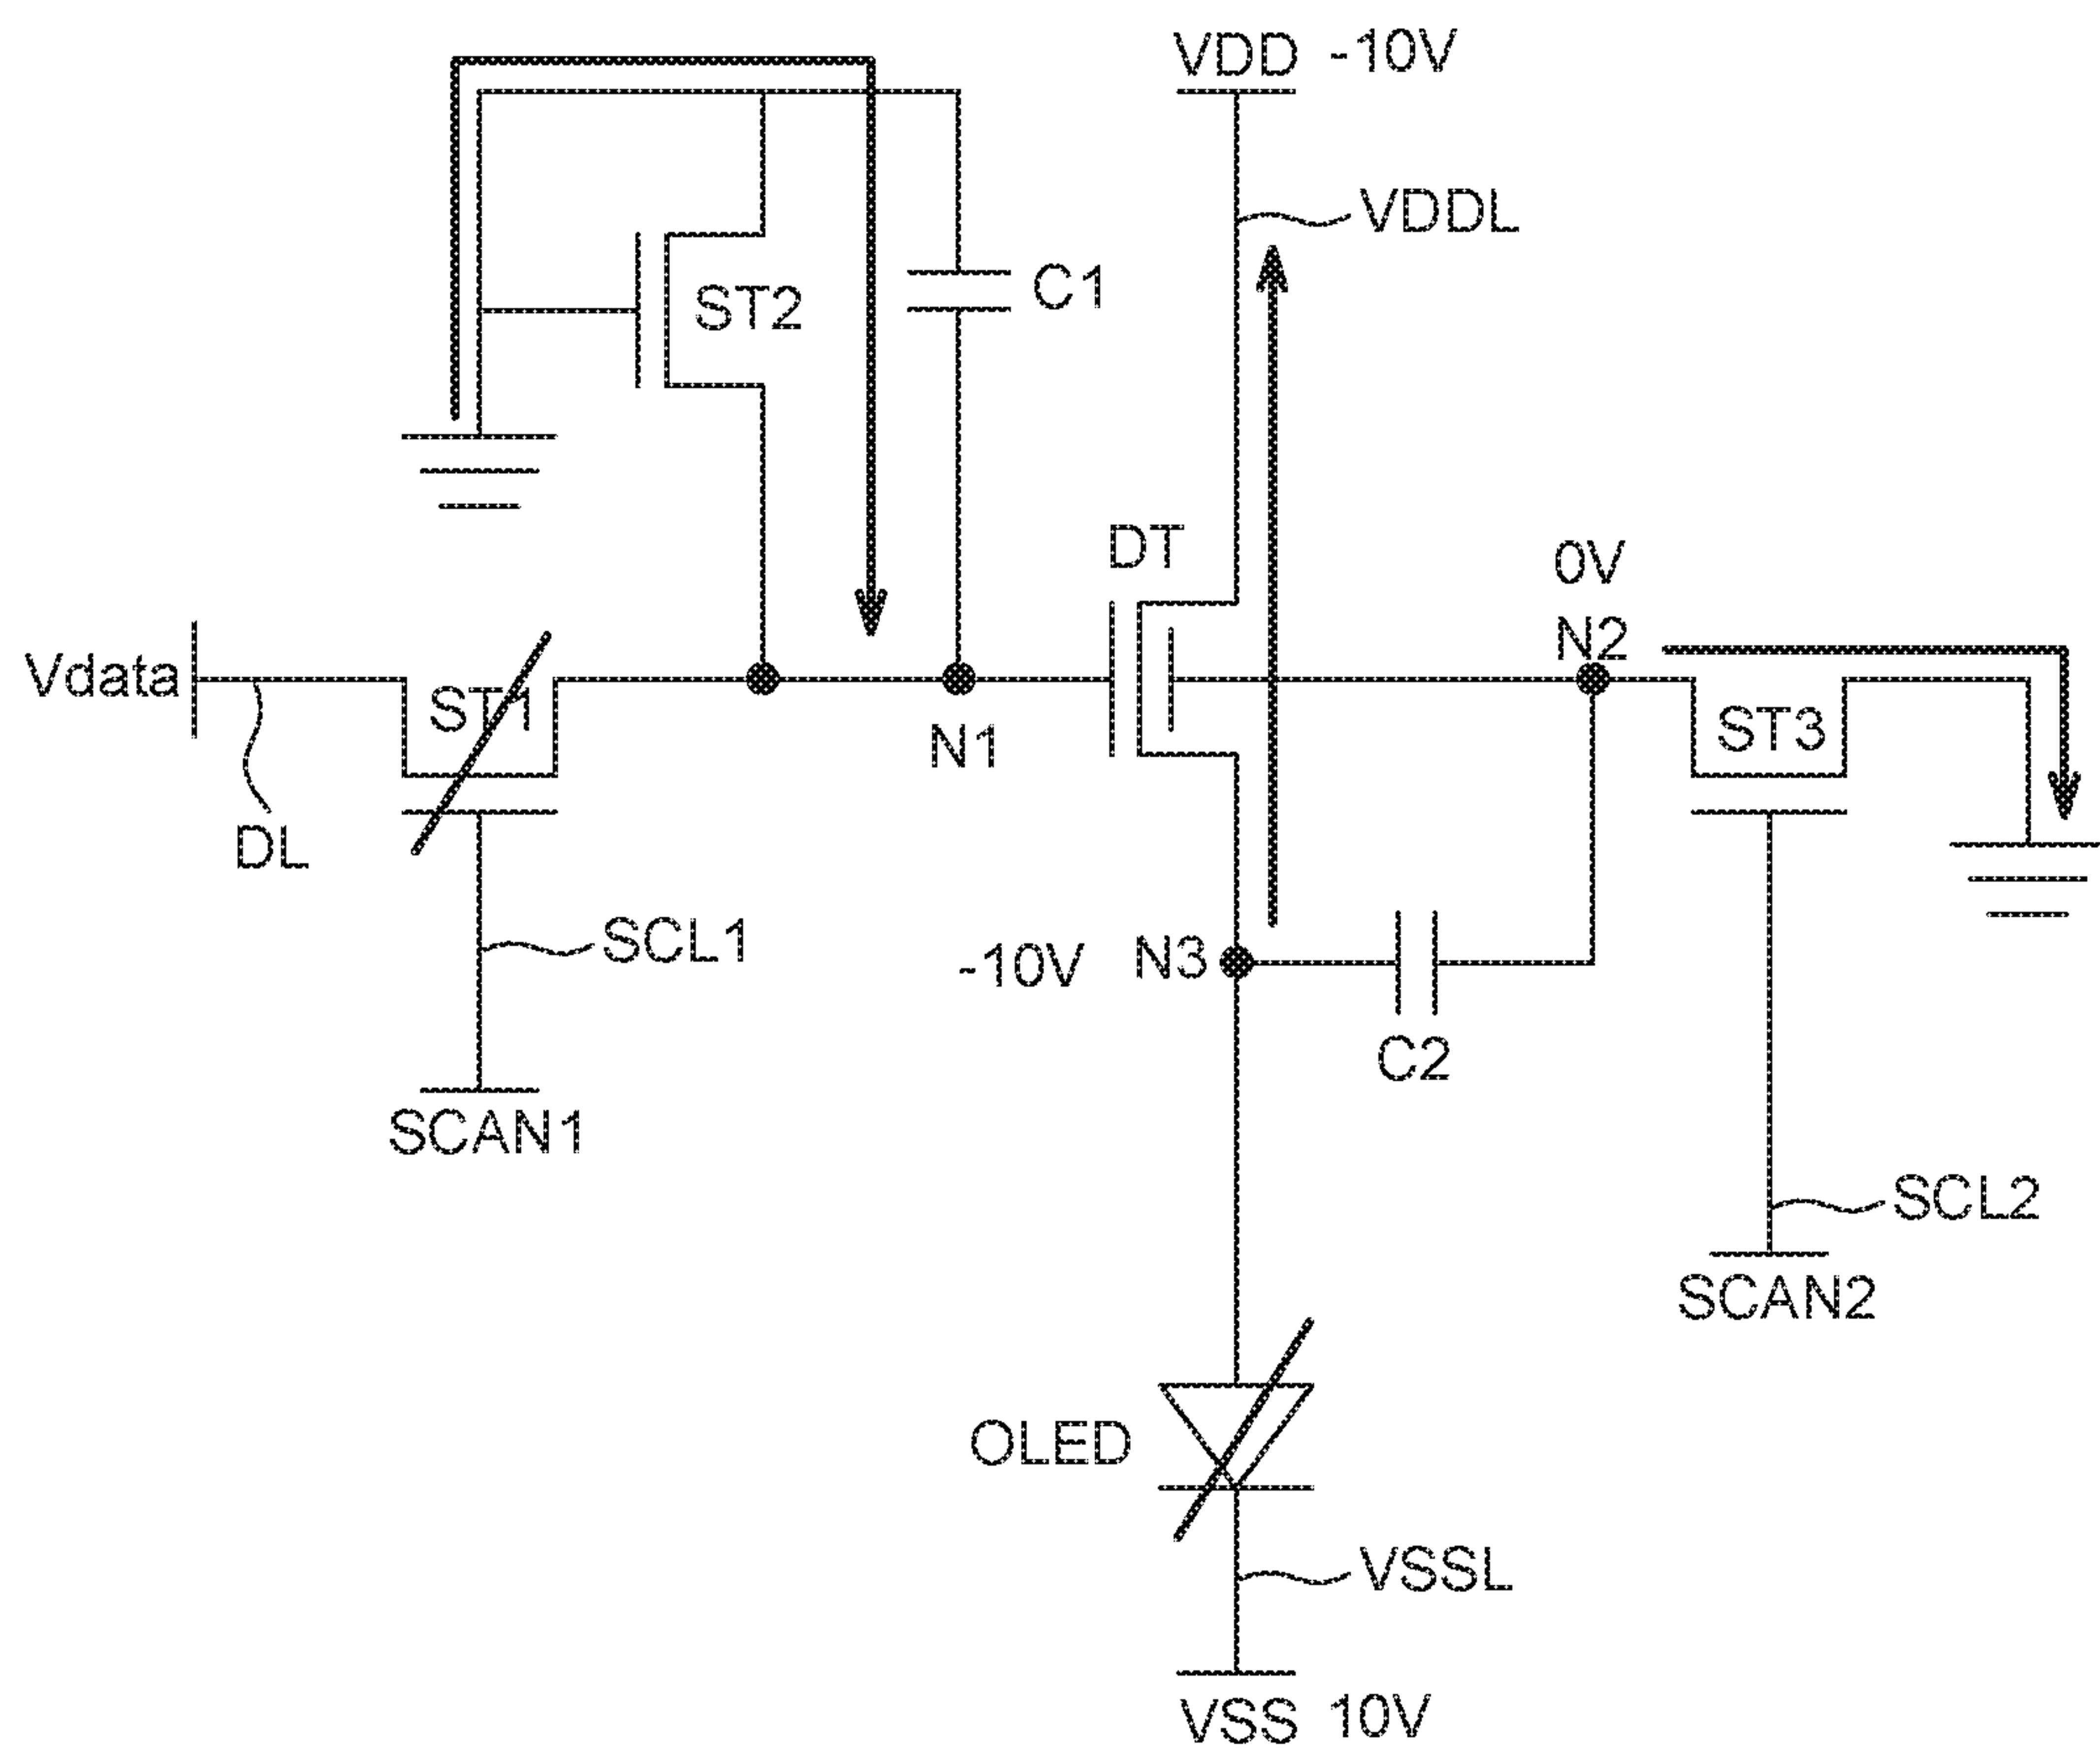 VDD -10V
VDDL
ST2
C1
DT
0V
N2
Vdata
ST1
N1
ST3
DL
SCL1
-10V N3
C2
SCAN1
SCL2
SCAN2
OLED
VSSL
VSS 10V